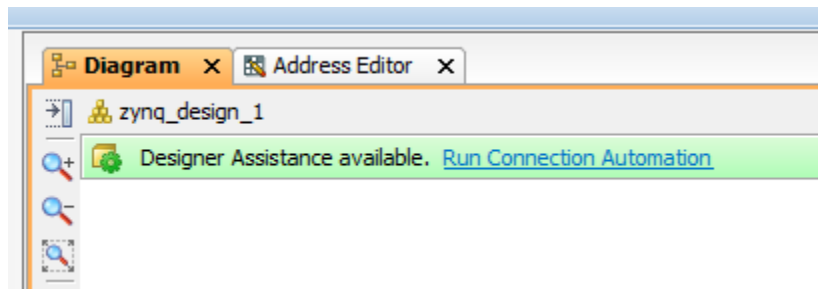 Diagram X Address Editor X
zynq_design_1
Designer Assistance available. Run Connection Automation